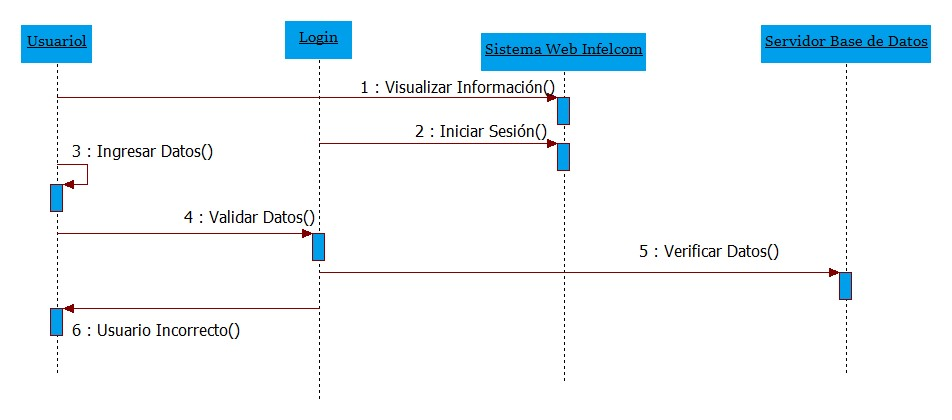 Usuariol
Login
Sistema Web Infelcom
Servidor Base de Datos
1 : Visualizar Información()
2 : Iniciar Sesión()
3 : Ingresar Datos()
4 : Validar Datos()
5 : Verificar Datos()
6 : Usuario Incorrecto()